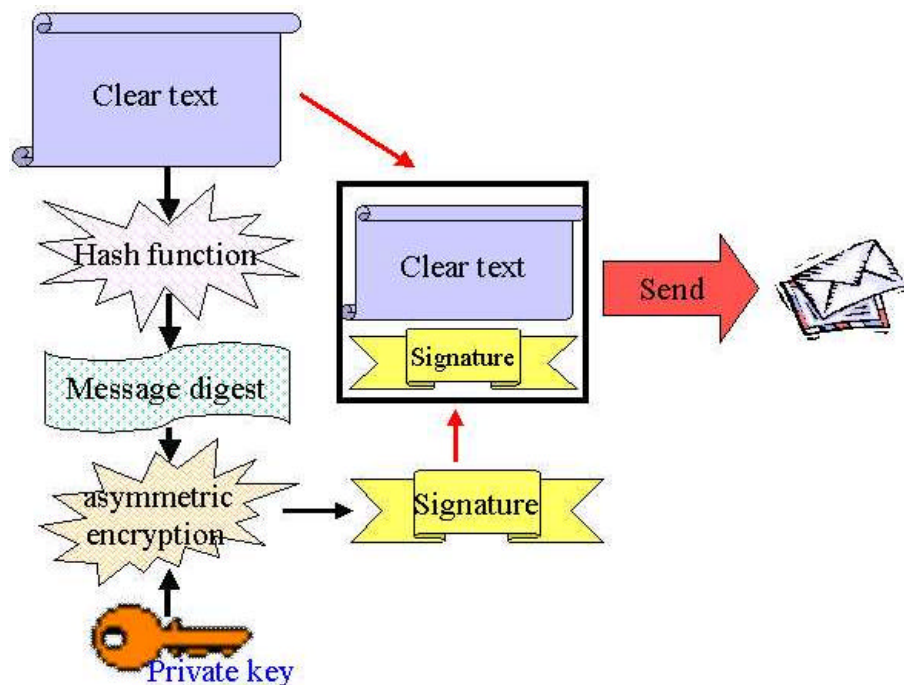 Clear text
Hash function
Message digest
asymmetric
encryption
Private key
Signature
Clear text
Signature
Send